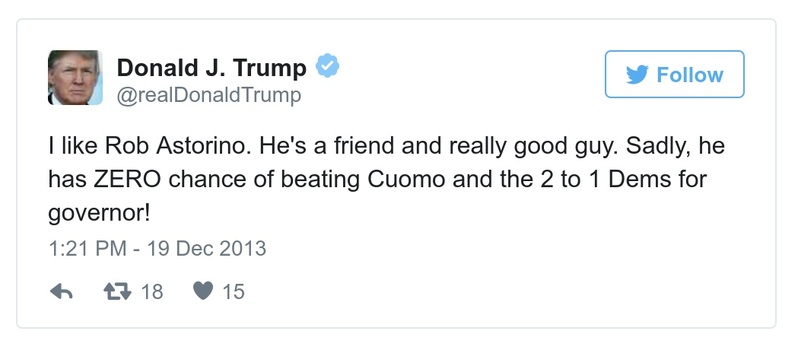 Donald J. Trump
@realDonaldTrump
Follow
I like Rob Astorino. He's a friend and really good guy. Sadly, he
has ZERO chance of beating Cuomo and the 2 to 1 Dems for
governor!
1:21 PM - 19 Dec 2013
18 15